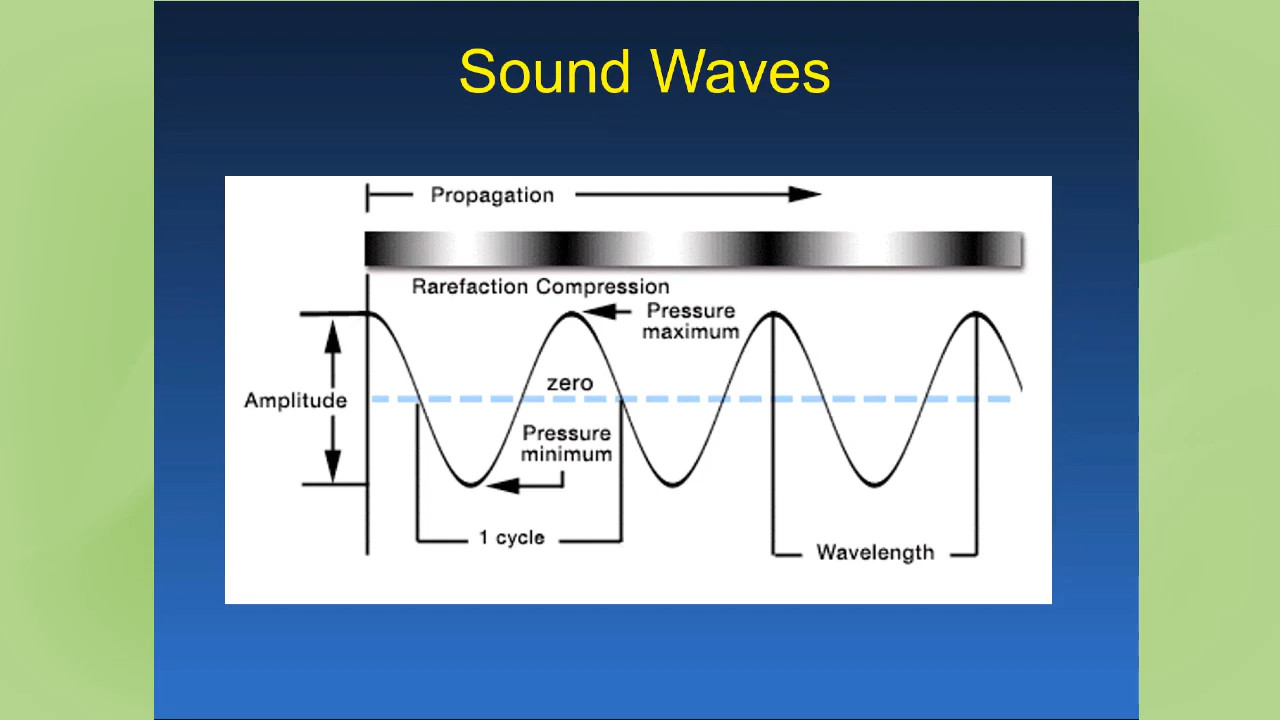 Sound Waves
Propagation
Rarefaction Compression
Pressure
maximum
zero
Amplitude
Pressure
minimum
1 cycle
Wavelength